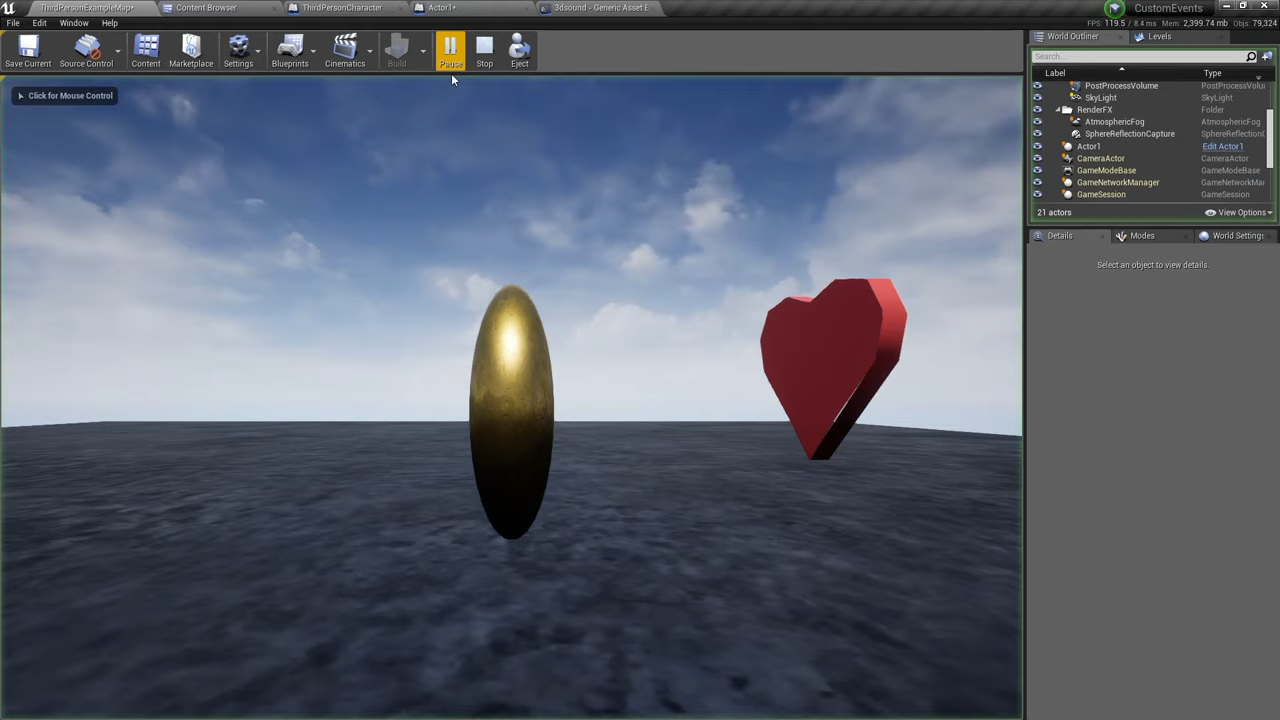 ThirdPersonExampleMap*
Content Browser
ThirdPersonCharacter
Actor1*
3dsound - Generic Asset E
CustomEvents
File Edit Window Help
FPS: 119.5 / 8.4 ms Mem: 2,399.74 mb Objs: 79,324
Save Current
Source Control
Content
Marketplace
Settings
Blueprints
Cinematics
Build
Pause
Stop
Eject
World Outliner
Levels
Search...
Label Type
PostProcessVolume PostProcessVolu
SkyLight SkyLight
RenderFX Folder
AtmosphericFog AtmosphericFog
SphereReflectionCapture SphereReflection
Actor1 Edit Actor1
CameraActor CameraActor
GameModeBase GameModeBase
GameNetworkManager GameNetworkMar
GameSession GameSession
21 actors View Options
Click for Mouse Control
Details
Modes
World Setting
Select an object to view details.